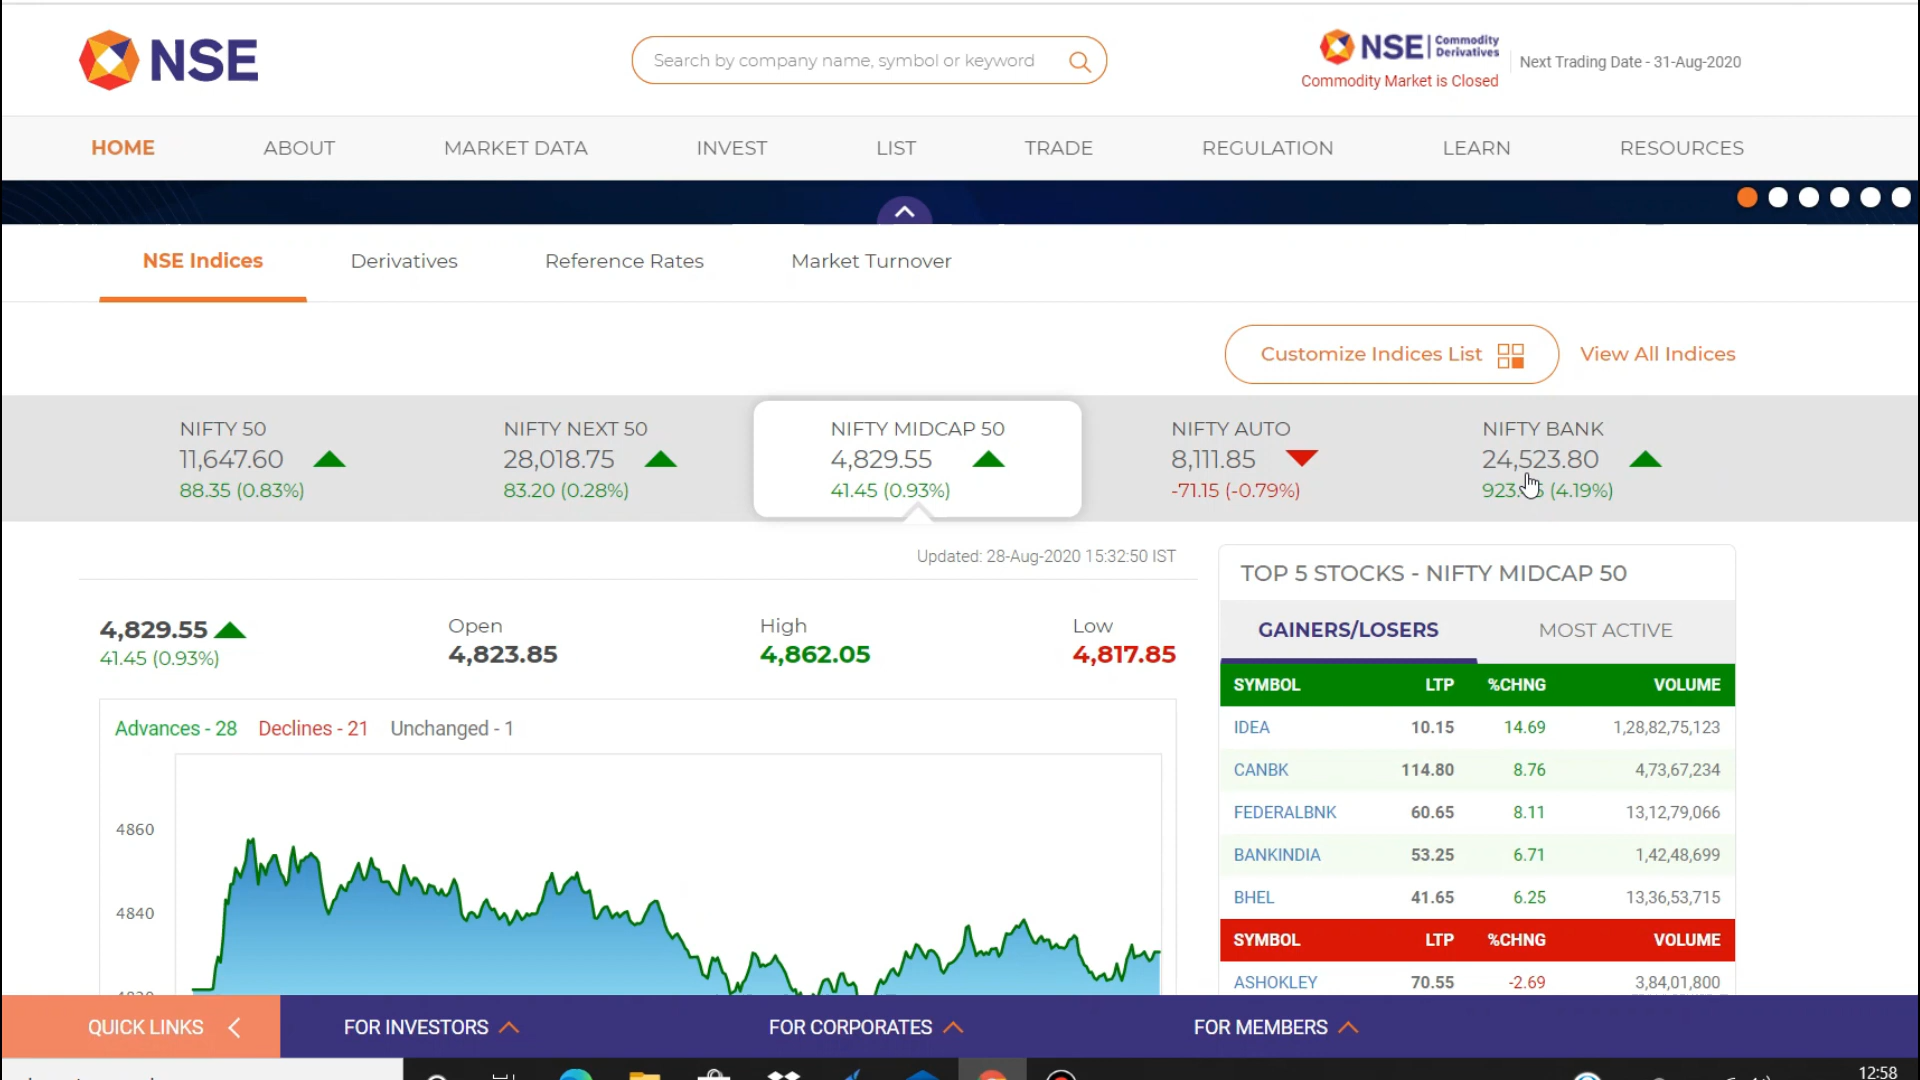 NSE
Search by company name, symbol or keyword
NSE Commodity Derivatives
Commodity Market is Closed
Next Trading Date - 31-Aug-2020
HOME ABOUT MARKET DATA INVEST LIST TRADE REGULATION LEARN RESOURCES
NSE Indices Derivatives Reference Rates Market Turnover
Customize Indices List View All Indices
NIFTY 50
11,647.60
88.35 (0.83%)
NIFTY NEXT 50
28,018.75
83.20 (0.28%)
NIFTY MIDCAP 50
4,829.55
41.45 (0.93%)
NIFTY AUTO
8,111.85
-71.15 (-0.79%)
NIFTY BANK
24,523.80
(4.19%)
Updated: 28-Aug-2020 15:32:50 IST
4,829.55
41.45 (0.93%)
Open
4,823.85
High
4,862.05
Low
4,817.85
Advances - 28 Declines - 21 Unchanged - 1
4860
4840
TOP 5 STOCKS - NIFTY MIDCAP 50
GAINERS/LOSERS MOST ACTIVE
SYMBOL LTP %CHNG VOLUME
IDEA 10.15 14.69 1,28,82,75,123
CANBK 114.80 8.76 4,73,67,234
FEDERALBNK 60.65 8.11 13,12,79,066
BANKINDIA 53.25 6.71 1,42,48,699
BHEL 41.65 6.25 13,36,53,715
SYMBOL LTP %CHNG VOLUME
ASHOKLEY 70.55 -2.69 3,84,01,800
QUICK LINKS FOR INVESTORS FOR CORPORATES FOR MEMBERS
12:58